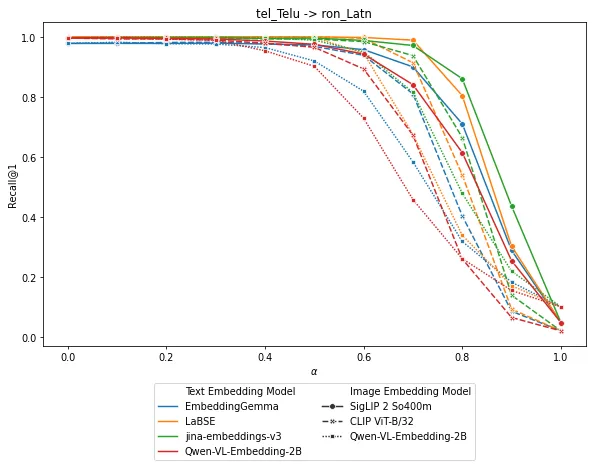 tel_Telu -> ron_Latn
Recall@1
1.0
0.8
0.6
0.4
0.2
0.0
0.0 0.2 0.4 0.6 0.8 1.0
α
Text Embedding Model Image Embedding Model
EmbeddingGemma SigLIP 2 So400m
LaBSE CLIP ViT-B/32
jina-embeddings-v3 Qwen-VL-Embedding-2B
Qwen-VL-Embedding-2B